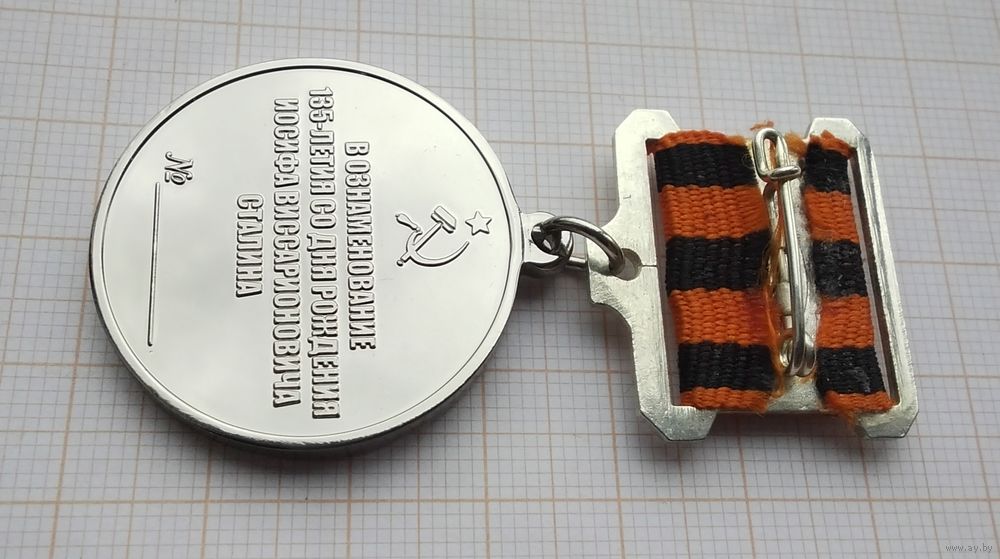 В ОЗНАМЕНОВАНИЕ
135-ЛЕТИЯ СО ДНЯ РОЖДЕНИЯ
ИОСИФА ВИССАРИОНОВИЧА
СТАЛИНА
№
www.ay.by